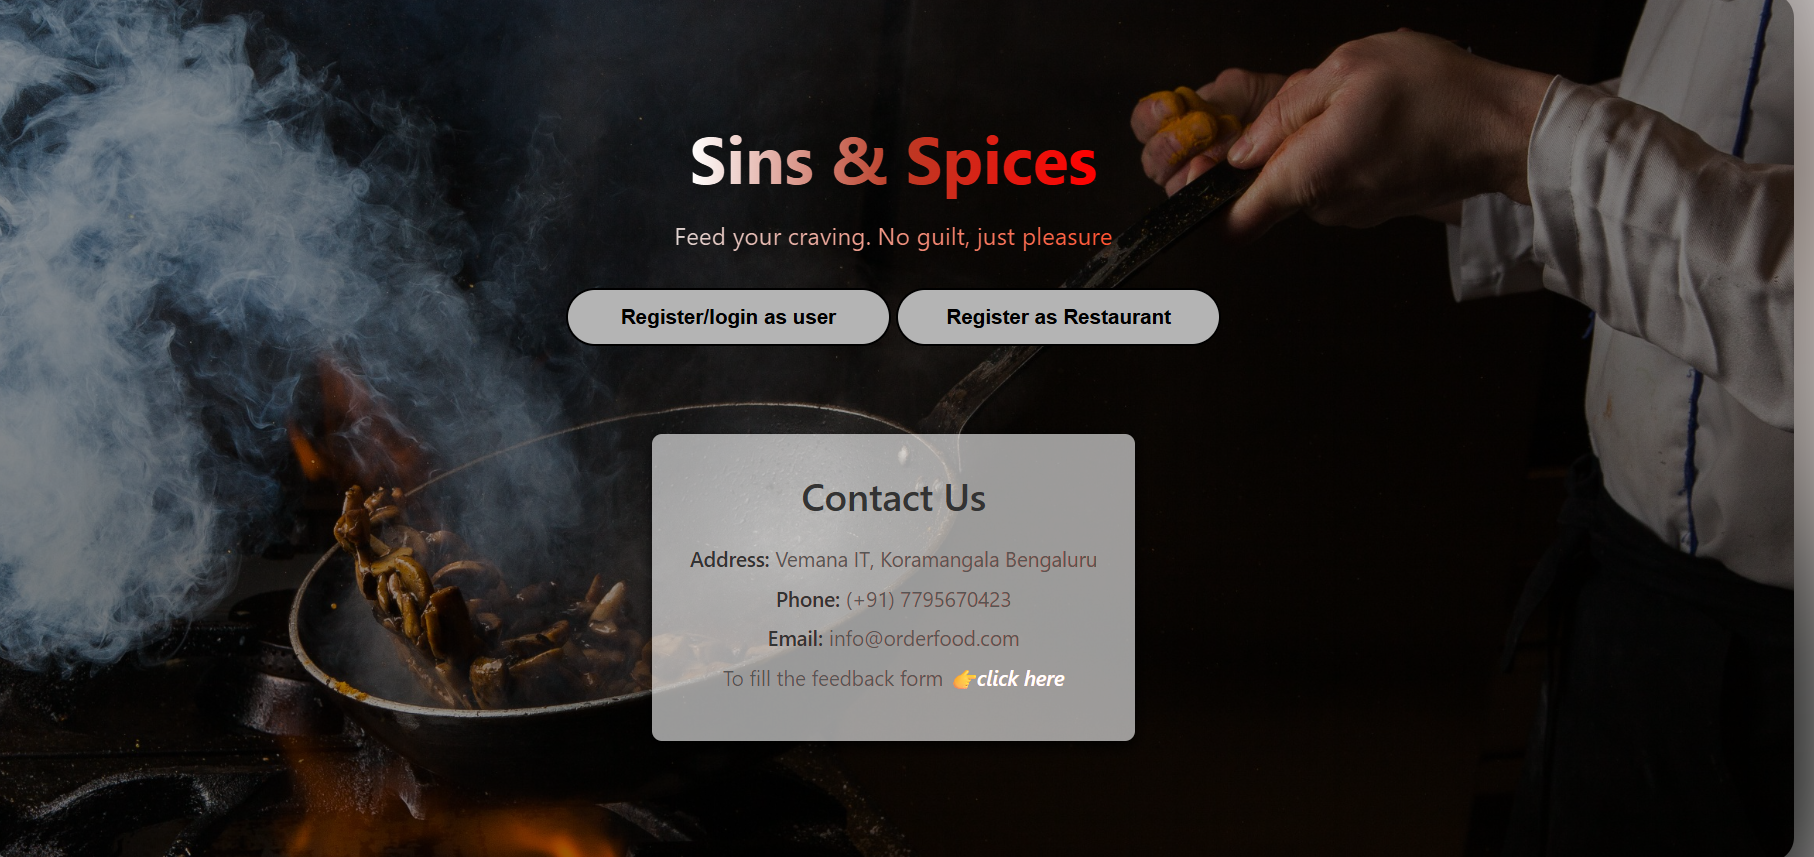 Sins & Spices
Feed your craving. No guilt, just pleasure
Register/login as user
Register as Restaurant
Contact Us
Address: Vemana IT, Koramangala Bengaluru
Phone: (+91) 7795670423
Email: info@orderfood.com
To fill the feedback form 👉click here